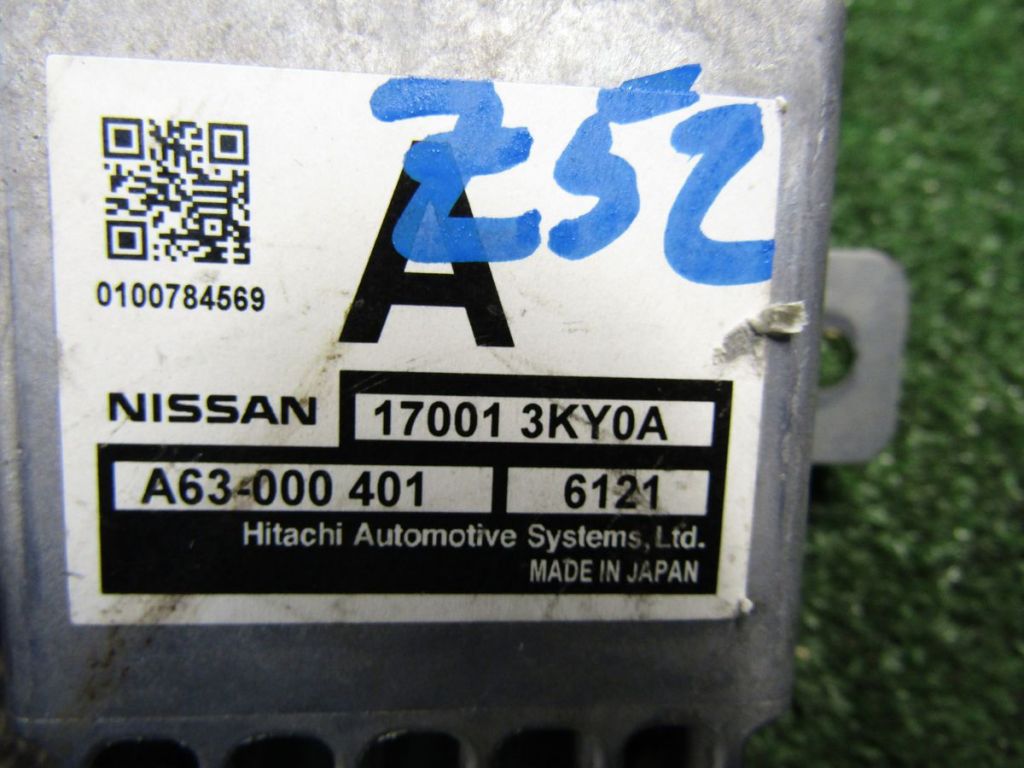 Z52
A
0100784569
NISSAN
17001 3KY0A
A63-000 401
6121
Hitachi Automotive Systems, Ltd.
MADE IN JAPAN